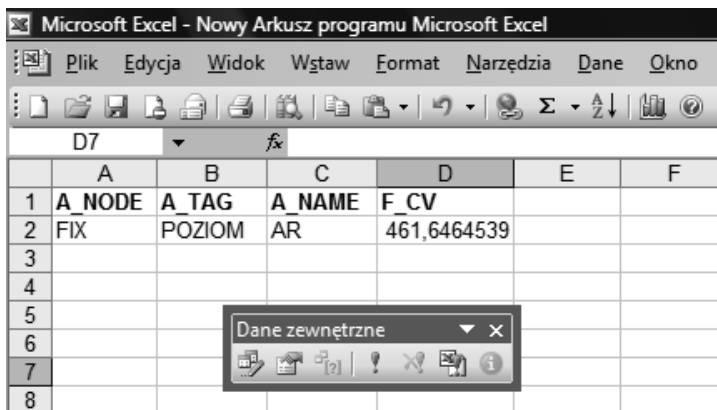 Microsoft Excel - Nowy Arkusz programu Microsoft Excel
Plik Edycja Widok Wstaw Format Narzędzia Dane Okno
D7 fx
A B C D E F
1 A_NODE A_TAG A_NAME F_CV
2 FIX POZIOM AR 461,6464539
3
4
5
Dane zewnętrzne
6
7
8